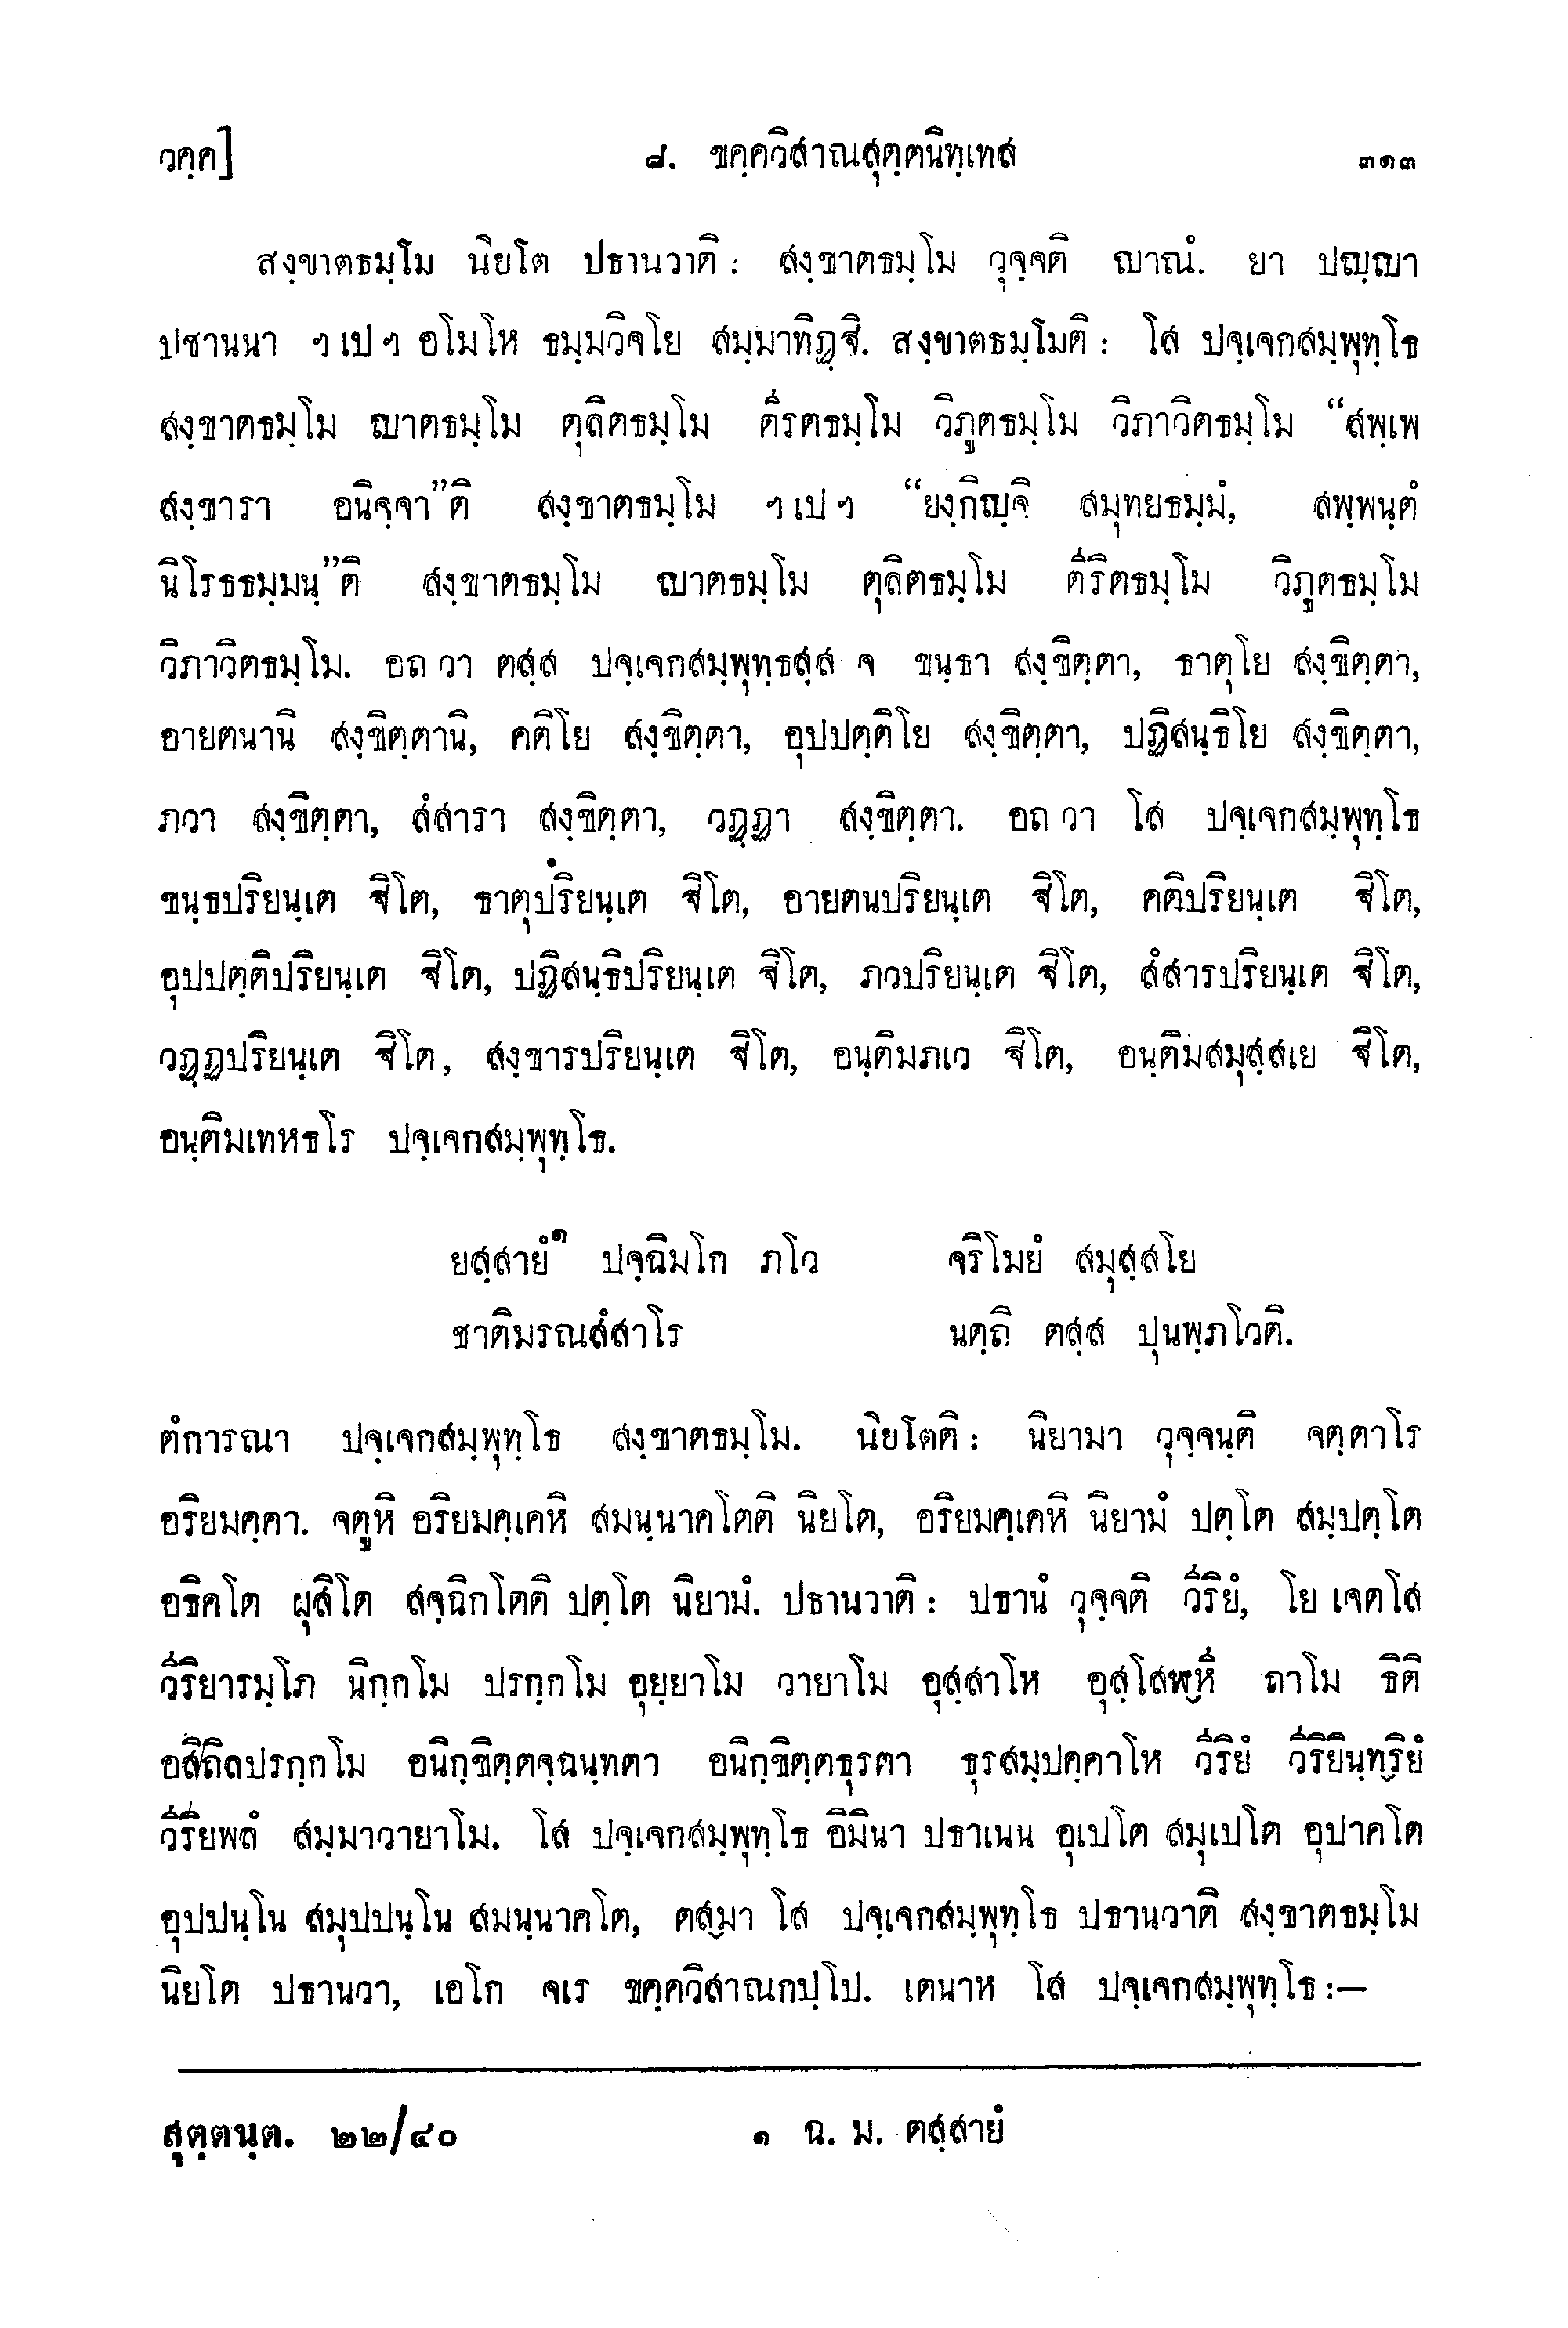 วคฺค]
๘. ขคฺควิสาณสุตฺตนิทฺเทส
๓๑๓
สงฺขาตธมฺโม นิยโต ปธานวาติ : สงฺขาตธมฺโม วุจฺจติ ญาณํ. ยา ปญฺญา
ปชานนา ฯเปฯ อโมโห ธมฺมวิจโย สมฺมาทิฏฺฐิ. สงฺขาตธมฺโมติ : โส ปจฺเจกสมฺพุทฺโธ
สงฺขาตธมฺโม ญาตธมฺโม ตุลิตธมฺโม ตีรตธมฺโม วิภูตธมฺโม วิภาวิตธมฺโม “สพฺเพ
สงฺขารา อนิจฺจา”ติ สงฺขาตธมฺโม ฯเปฯ “ยงฺกิญฺจิ สมุทยธมฺมํ, สพฺพนฺตํ
นิโรธธมฺมนฺ”ติ สงฺขาตธมฺโม ญาตธมฺโม ตุลิตธมฺโม ตีริตธมฺโม วิภูตธมฺโม
วิภาวิตธมฺโม. อถ วา ตสฺส ปจฺเจกสมฺพุทฺธสฺส จ ขนฺธา สงฺขิตฺตา, ธาตุโย สงฺขิตฺตา,
อายตนานิ สงฺขิตฺตานิ, คติโย สงฺขิตฺตา, อุปปตฺติโย สงฺขิตฺตา, ปฏิสนฺธิโย สงฺขิตฺตา,
ภวา สงฺขิตฺตา, สํสารา สงฺขิตฺตา, วฏฺฏา สงฺขิตฺตา. อถ วา โส ปจฺเจกสมฺพุทฺโธ
ขนฺธปริยนฺเต ฐิโต, ธาตุปริยนฺเต ฐิโต, อายตนปริยนฺเต ฐิโต, คติปริยนฺเต ฐิโต,
อุปปตฺติปริยนฺเต ฐิโต, ปฏิสนฺธิปริยนฺเต ฐิโต, ภวปริยนฺเต ฐิโต, สํสารปริยนฺเต ฐิโต,
วฏฺฏปริยนฺเต ฐิโต, สงฺขารปริยนฺเต ฐิโต, อนฺติมภเว ฐิโต, อนฺติมสมุสฺสเย ฐิโต,
อนฺติมเทหธโร ปจฺเจกสมฺพุทฺโธ.
ยสฺสายํ๑ ปจฺฉิมโก ภโว จริโมยํ สมุสฺสโย
ชาติมรณสํสาโร นตฺถิ ตสฺส ปุนพฺภโวติ.
ตํการณา ปจฺเจกสมฺพุทฺโธ สงฺขาตธมฺโม. นิยโตติ : นิยามา วุจฺจนฺติ จตฺตาโร
อริยมคฺคา. จตูหิ อริยมคฺเคหิ สมนฺนาคโตติ นิยโต, อริยมคฺเคหิ นิยามํ ปตฺโต สมฺปตฺโต
อธิคโต ผุสิโต สจฺฉิกโตติ ปตฺโต นิยามํ. ปธานวาติ : ปธานํ วุจฺจติ วีริยํ, โย เจตโส
วีริยารมฺโภ นิกฺกโม ปรกฺกโม อุยฺยาโม วายาโม อุสฺสาโห อุสฺโสฬฺหี ถาโม ธิติ
อสิถิลปรกฺกโม อนิกฺขิตฺตจฺฉนฺทตา อนิกฺขิตฺตธุรตา ธุรสมฺปคฺคาโห วีริยํ วีริยินฺทฺริยํ
วีริยพลํ สมฺมาวายาโม. โส ปจฺเจกสมฺพุทฺโธ อิมินา ปธาเนน อุเปโต สมุเปโต อุปาคโต
อุปปนฺโน สมุปปนฺโน สมนฺนาคโต, ตสฺมา โส ปจฺเจกสมฺพุทฺโธ ปธานวาติ สงฺขาตธมฺโม
นิยโต ปธานวา, เอโก จเร ขคฺควิสาณกปฺโป. เตนาห โส ปจฺเจกสมฺพุทฺโธ :—
สุตฺตนฺต. ๒๒/๔๐
๑ ฉ. ม. ตสฺสายํ